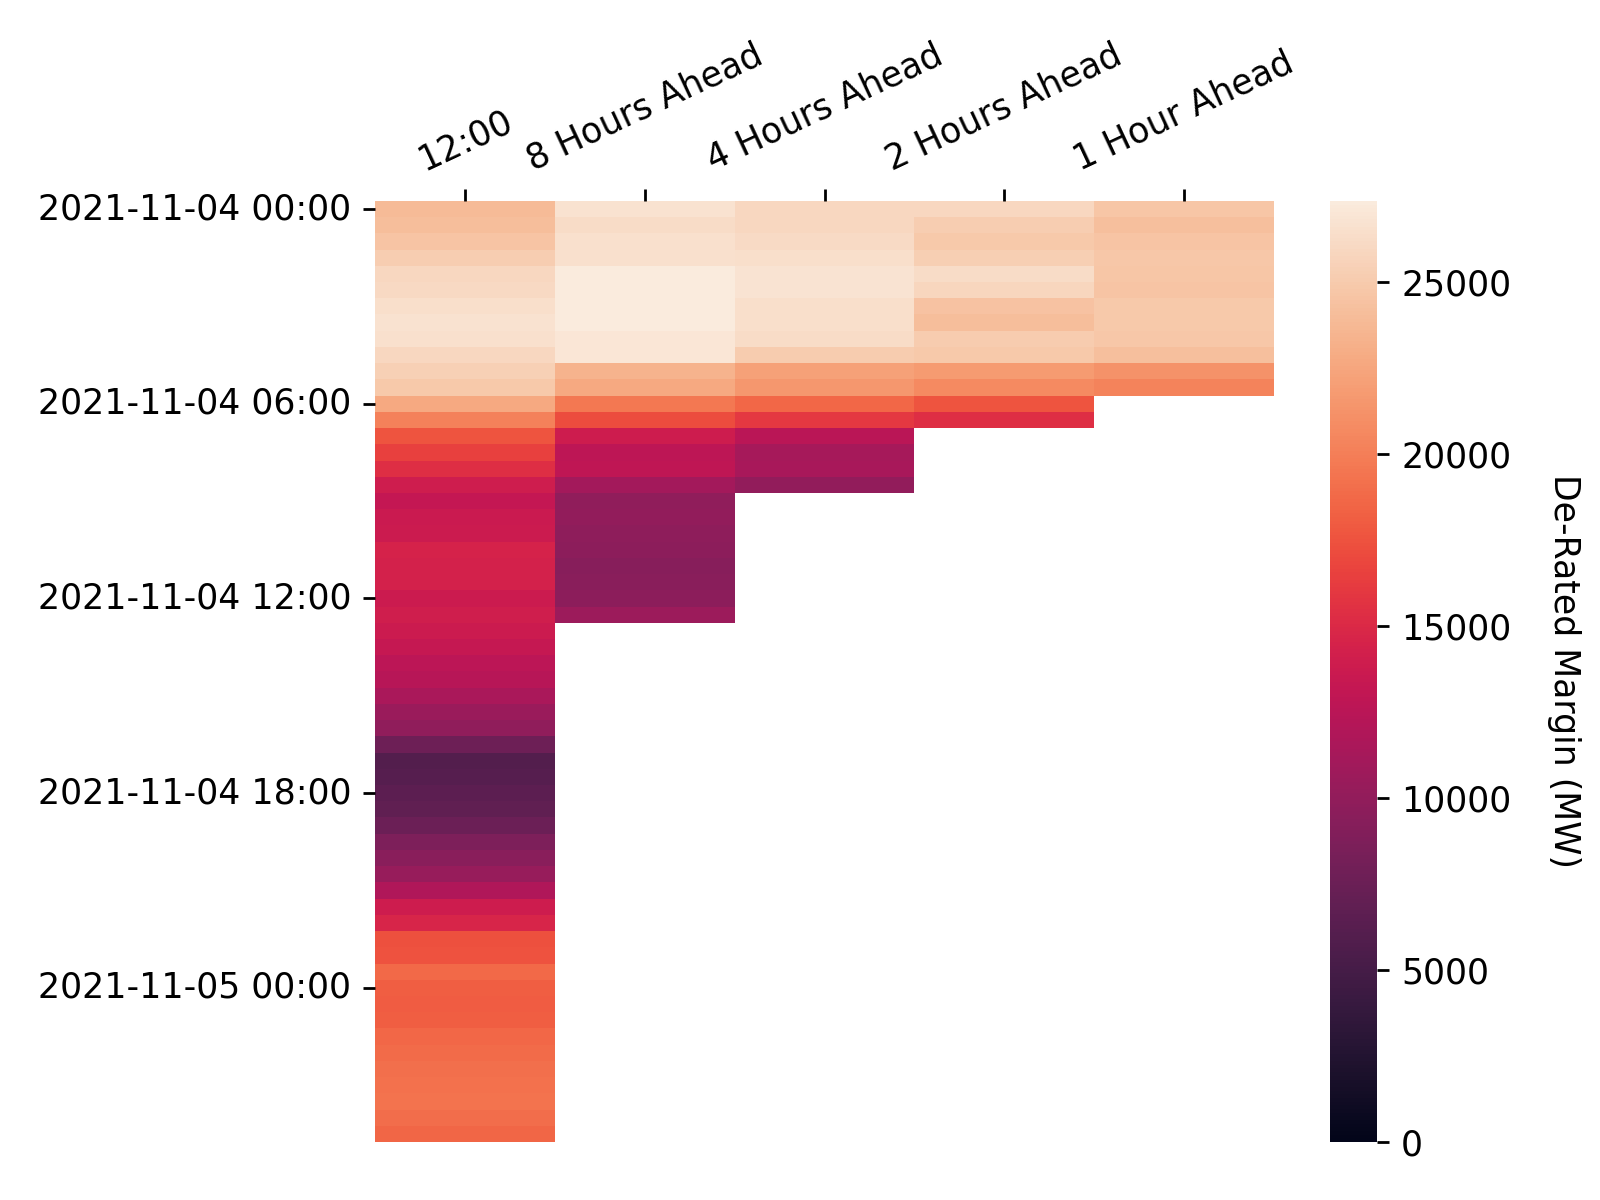 12:00
8 Hours Ahead
4 Hours Ahead
2 Hours Ahead
1 Hour Ahead
2021-11-04 00:00
2021-11-04 06:00
2021-11-04 12:00
2021-11-04 18:00
2021-11-05 00:00
25000
20000
15000
10000
5000
0
De-Rated Margin (MW)